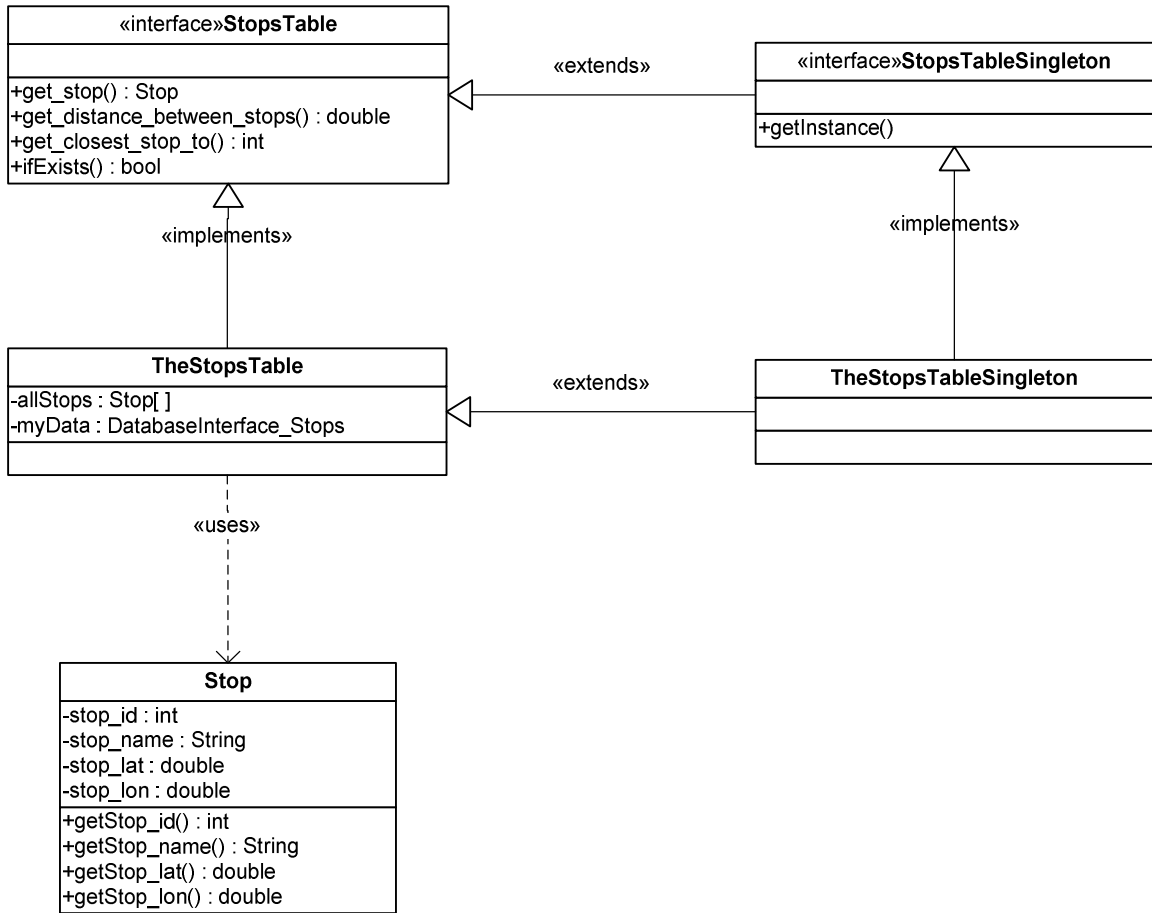 «interface»StopsTable
+get_stop() : Stop
+get_distance_between_stops() : double
+get_closest_stop_to() : int
+ifExists() : bool
«extends»
«interface»StopsTableSingleton
+getInstance()
«implements»
«implements»
TheStopsTable
-allStops : Stop[ ]
-myData : DatabaseInterface_Stops
«extends»
TheStopsTableSingleton
«uses»
Stop
-stop_id : int
-stop_name : String
-stop_lat : double
-stop_lon : double
+getStop_id() : int
+getStop_name() : String
+getStop_lat() : double
+getStop_lon() : double